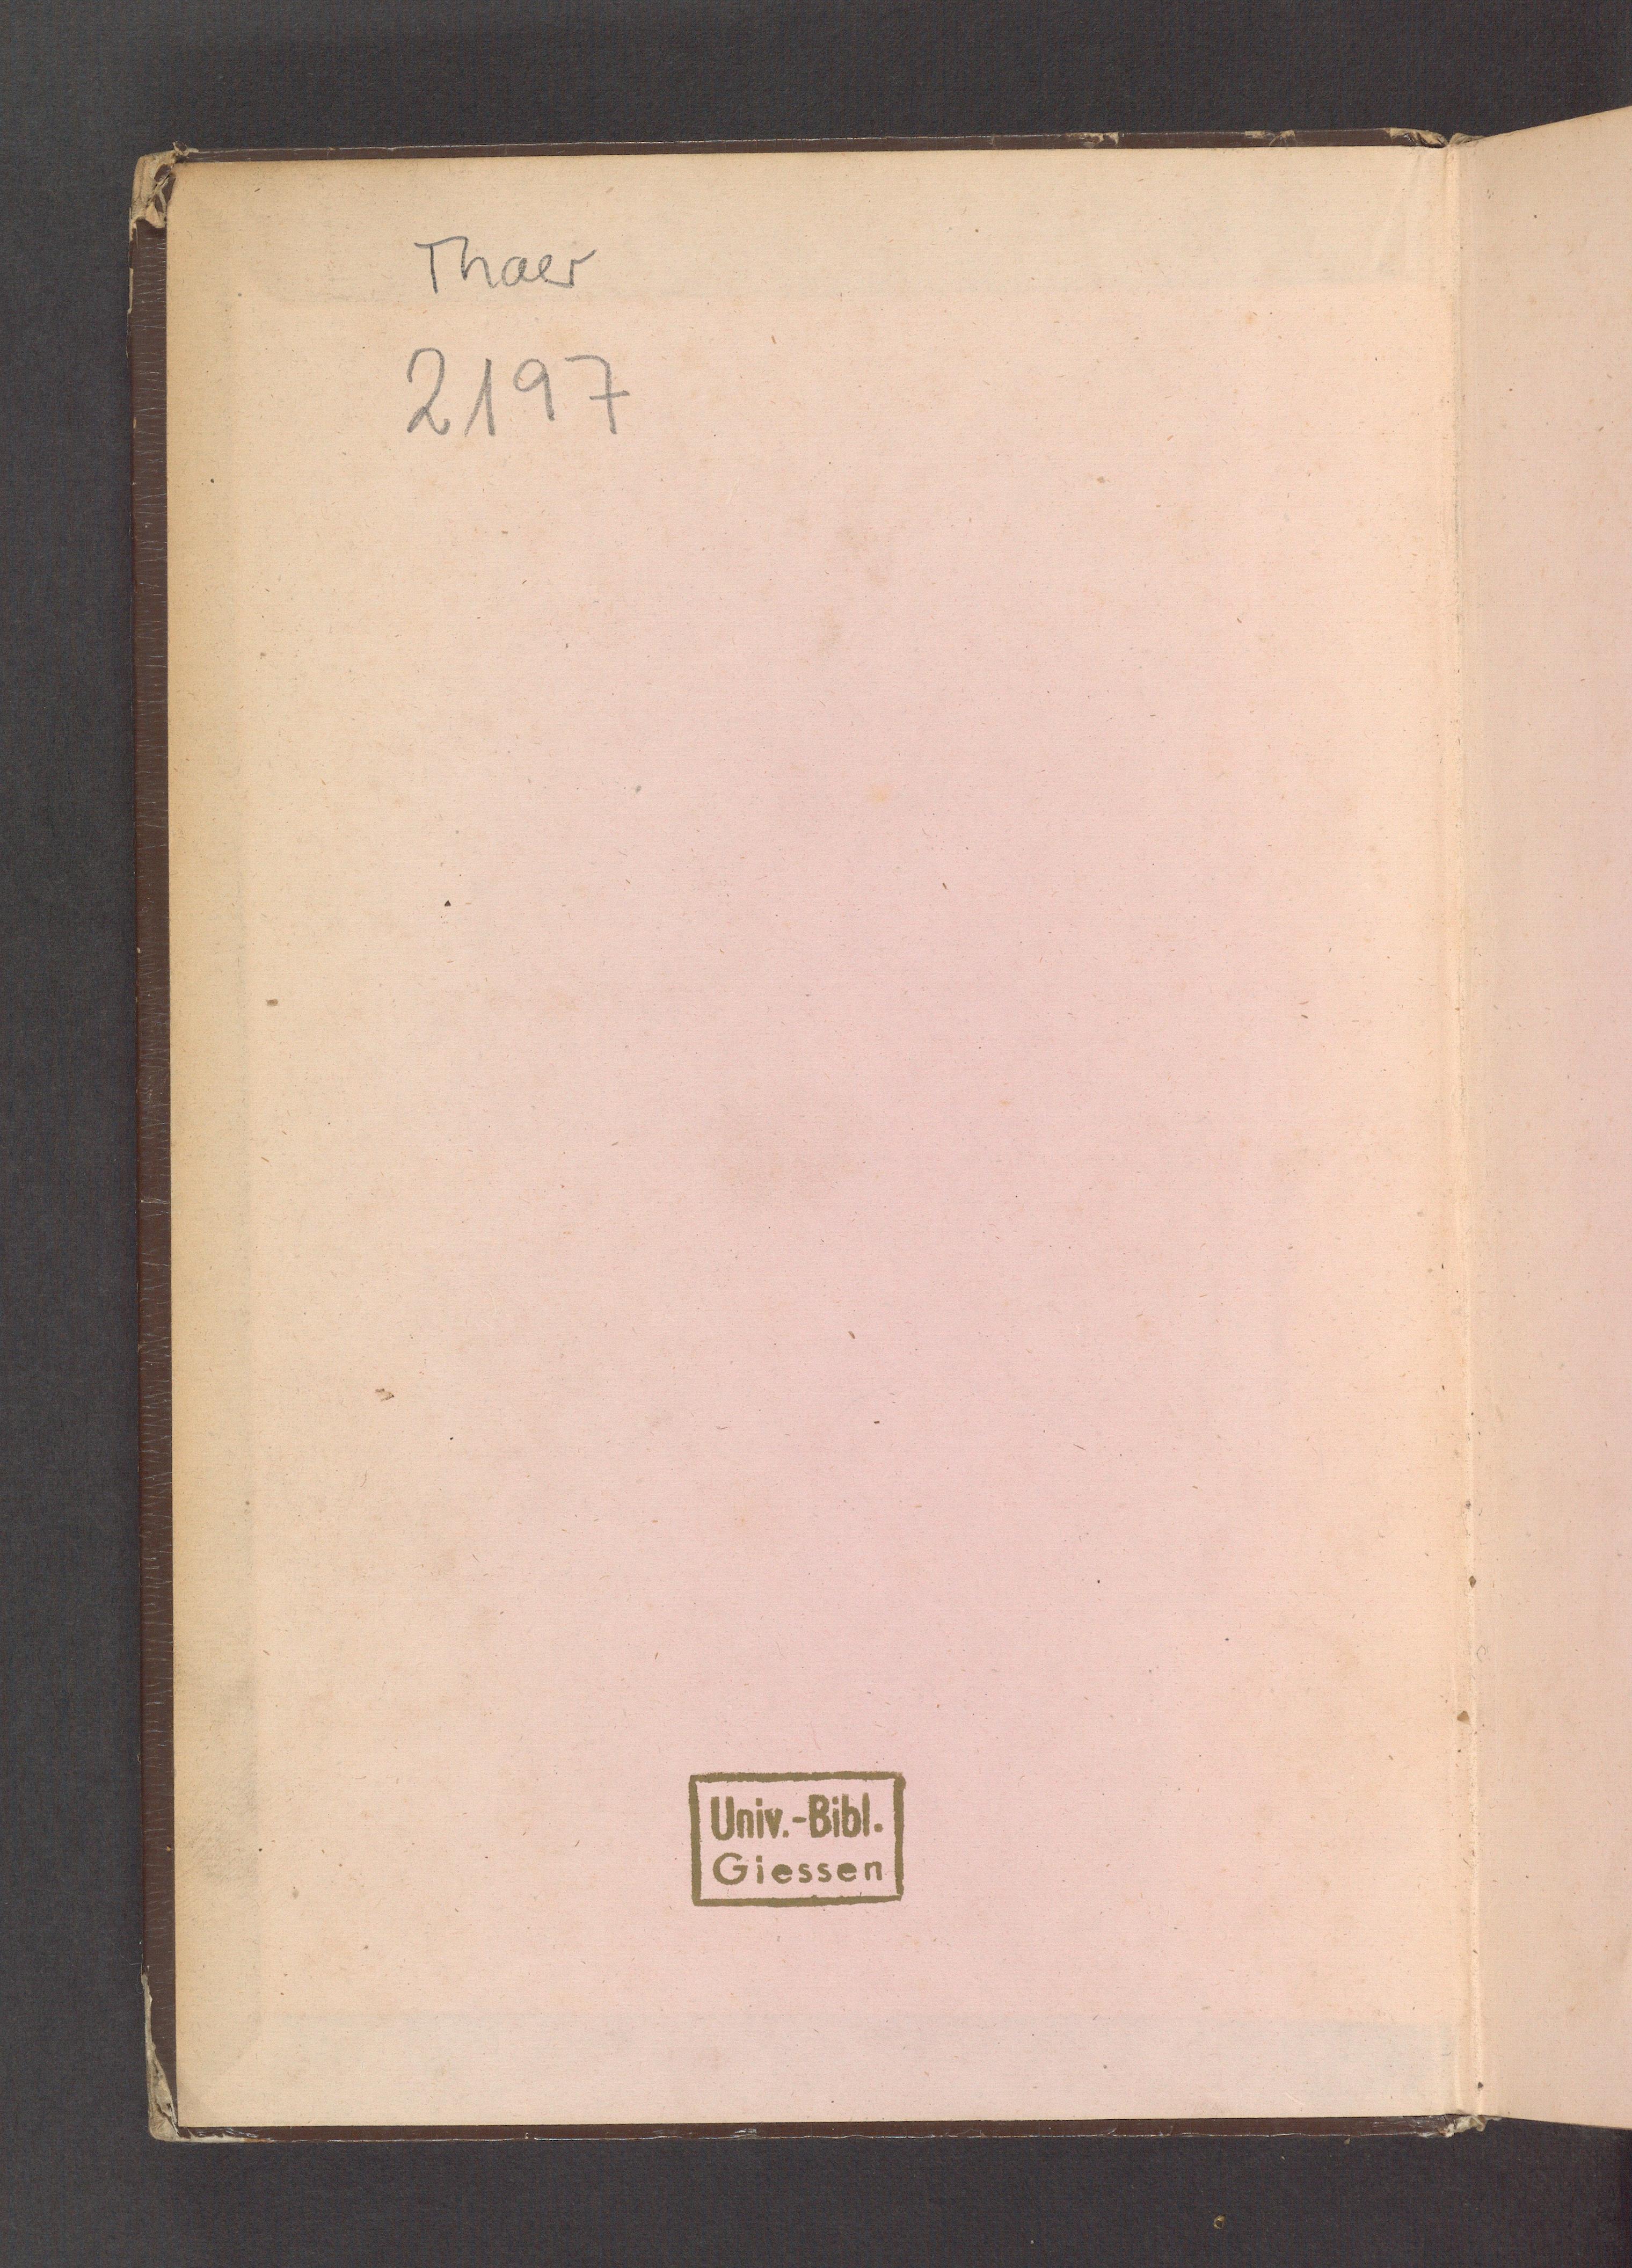 Thaer
2197
Univ.-Bibl.
Giessen